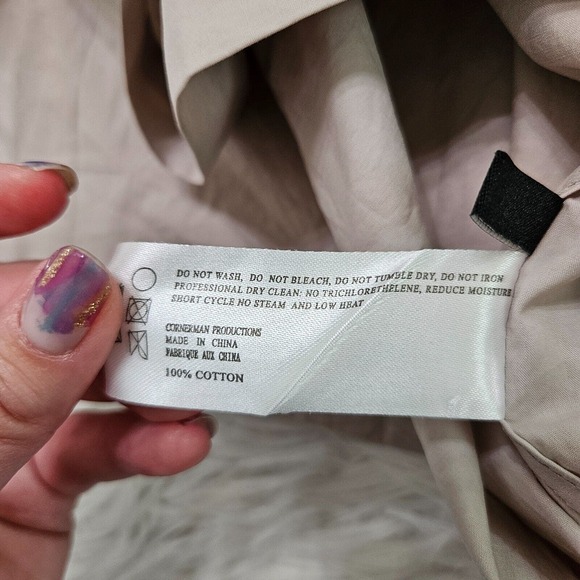 DO NOT WASH, DO NOT BLEACH, DO NOT TUMBLE DRY, DO NOT IRON
PROFESSIONAL DRY CLEAN: NO TRICHLORETHELENE, REDUCE MOISTURE
SHORT CYCLE NO STEAM AND LOW HEAT
CORNERMAN PRODUCTIONS
MADE IN CHINA
FABRIQUE AUX CHINA
100% COTTON